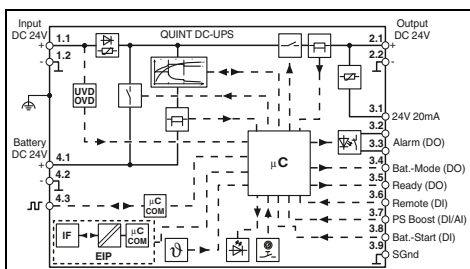 Input
DC 24V
1.1
+
1.2
-
QUINT DC-UPS
Output
DC 24V
2.1
+
2.2
-
UVD
OVD
3.1
24V 20mA
3.2
Alarm (DO)
3.3
Battery
DC 24V
4.1
+
4.2
-
4.3
µC
3.4
Bat.-Mode (DO)
3.5
Ready (DO)
3.6
Remote (DI)
3.7
PS Boost (DI/AI)
3.8
Bat.-Start (DI)
3.9
SGnd
µC
COM
IF
µC
COM
EIP
ϑ